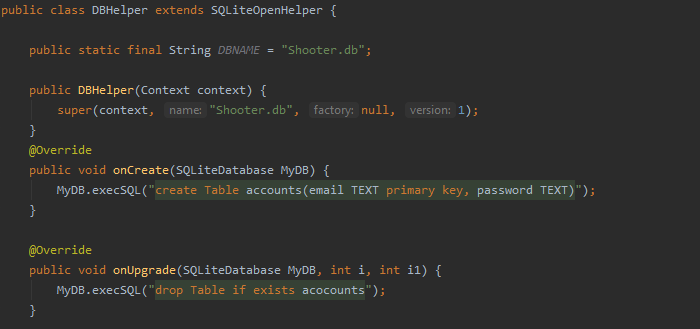 public class DBHelper extends SQLiteOpenHelper {
public static final String DBNAME = "Shooter.db";
public DBHelper(Context context) {
super(context, name: "Shooter.db", factory: null, version: 1);
}
@Override
public void onCreate(SQLiteDatabase MyDB) {
MyDB.execSQL("create Table accounts(email TEXT primary key, password TEXT)");
}
@Override
public void onUpgrade(SQLiteDatabase MyDB, int i, int i1) {
MyDB.execSQL("drop Table if exists acocounts");
}